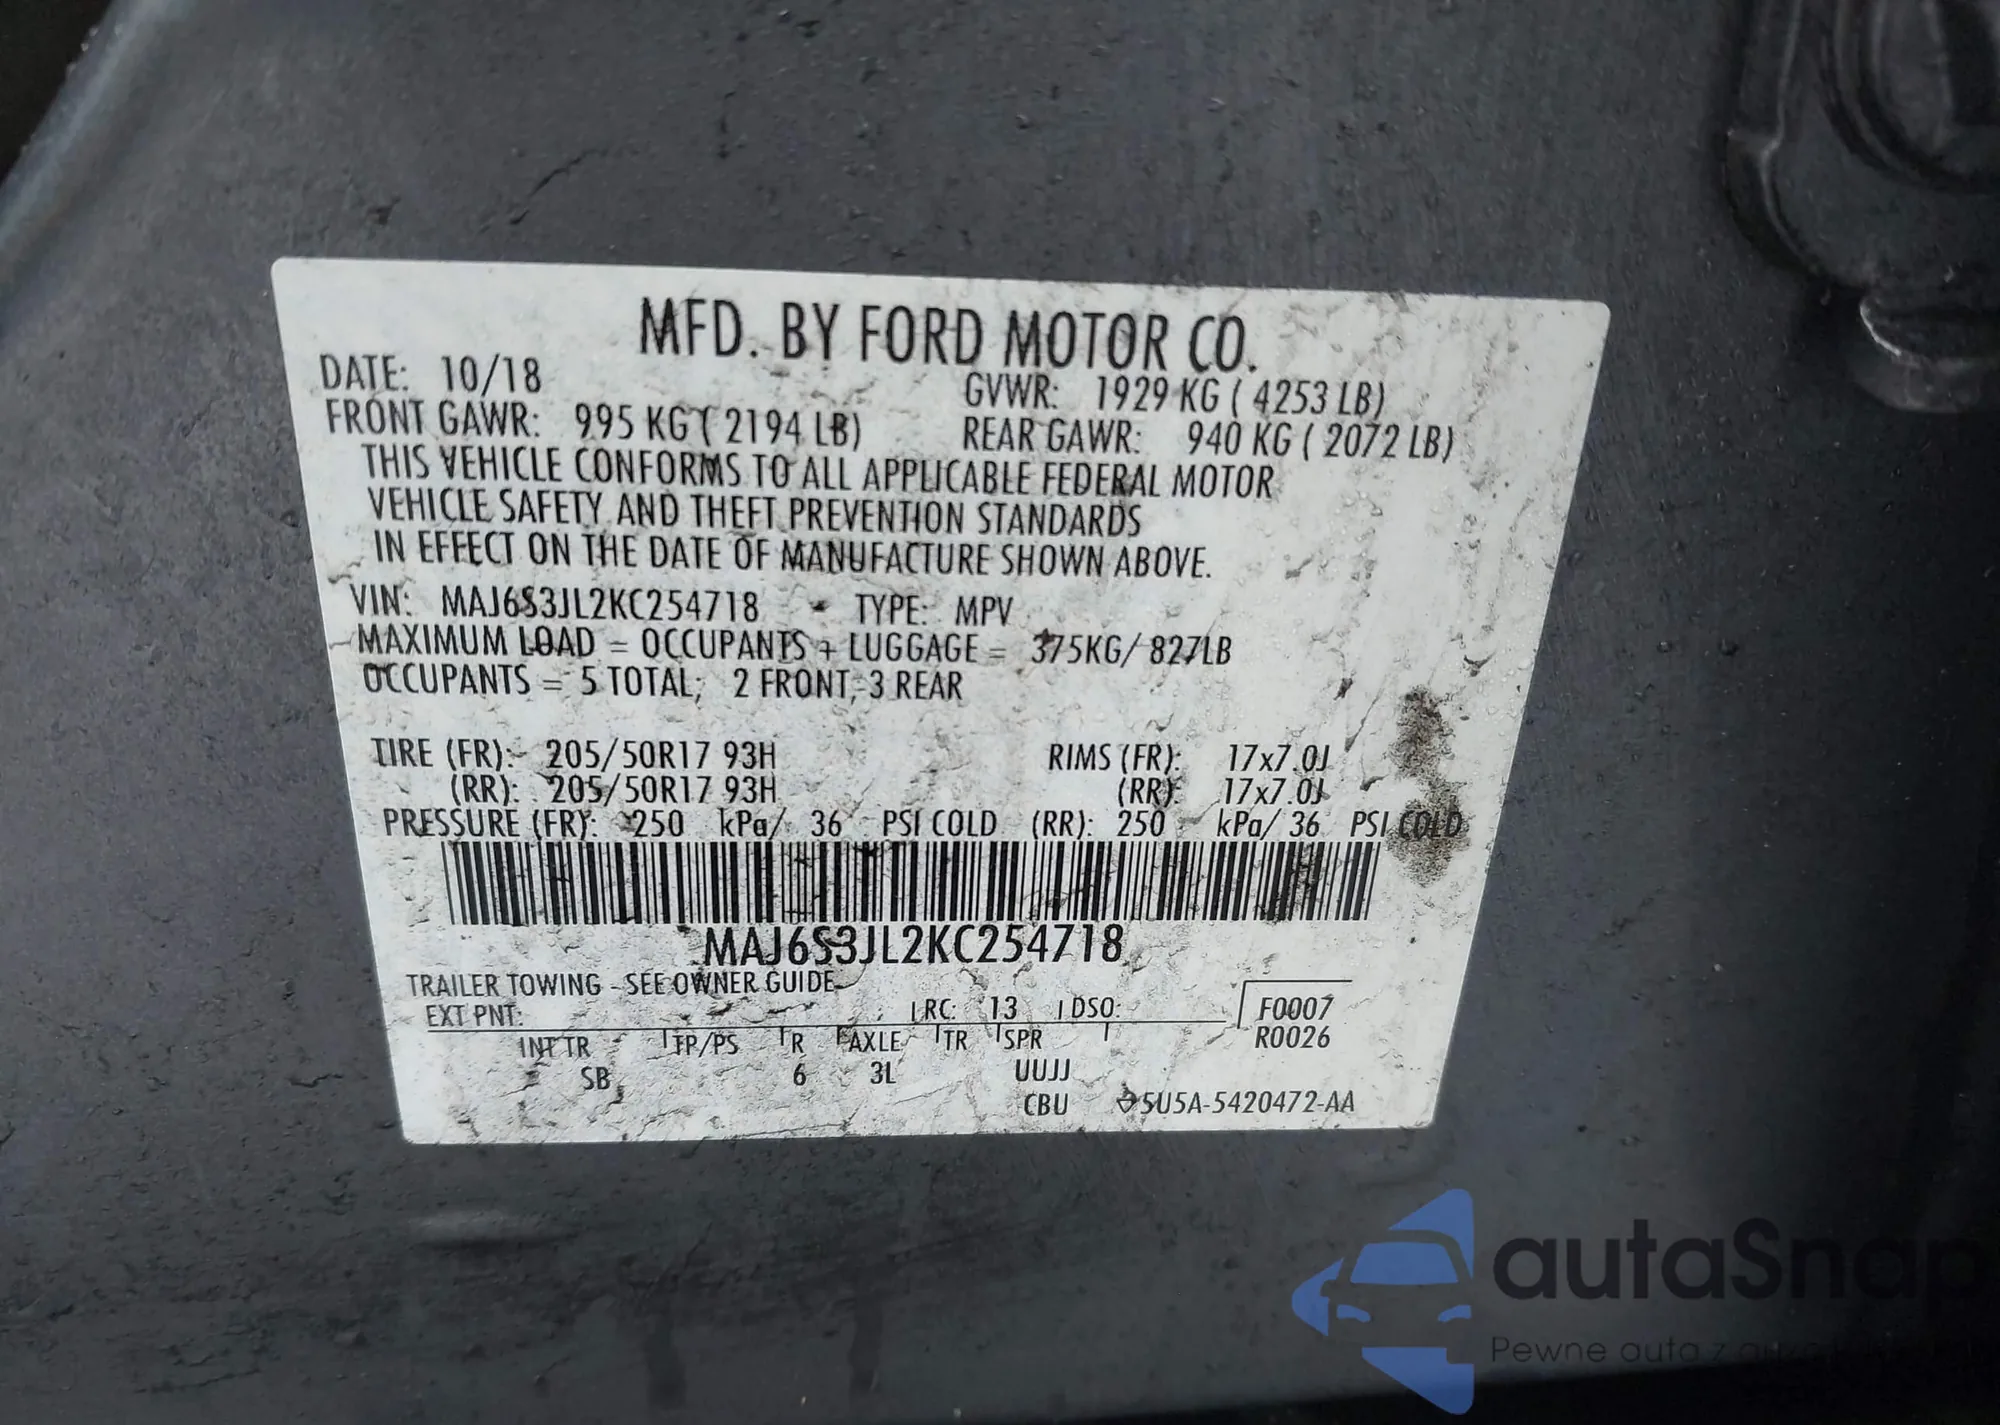 MFD. BY FORD MOTOR CO.
DATE: 10/18 GVWR: 1929 KG ( 4253 LB)
FRONT GAWR: 995 KG ( 2194 LB) REAR GAWR: 940 KG ( 2072 LB)
THIS VEHICLE CONFORMS TO ALL APPLICABLE FEDERAL MOTOR
VEHICLE SAFETY AND THEFT PREVENTION STANDARDS
IN EFFECT ON THE DATE OF MANUFACTURE SHOWN ABOVE.
VIN: MAJ6S3JL2KC254718 TYPE: MPV
MAXIMUM LOAD = OCCUPANTS + LUGGAGE = 375KG/ 827LB
OCCUPANTS = 5 TOTAL; 2 FRONT, 3 REAR
TIRE (FR): 205/50R17 93H RIMS (FR): 17x7.0J
(RR): 205/50R17 93H (RR): 17x7.0J
PRESSURE (FR): 250 kPa/ 36 PSI COLD (RR): 250 kPa/ 36 PSI COLD
MAJ6S3JL2KC254718
TRAILER TOWING - SEE OWNER GUIDE
EXT PNT: RC: 13 DSO: F0007
R0026
INT TR TP/PS R AXLE TR SPR
SB 6 3L UUJJ
CBU 5U5A-5420472-AA
autaSnap
Pewne auta z